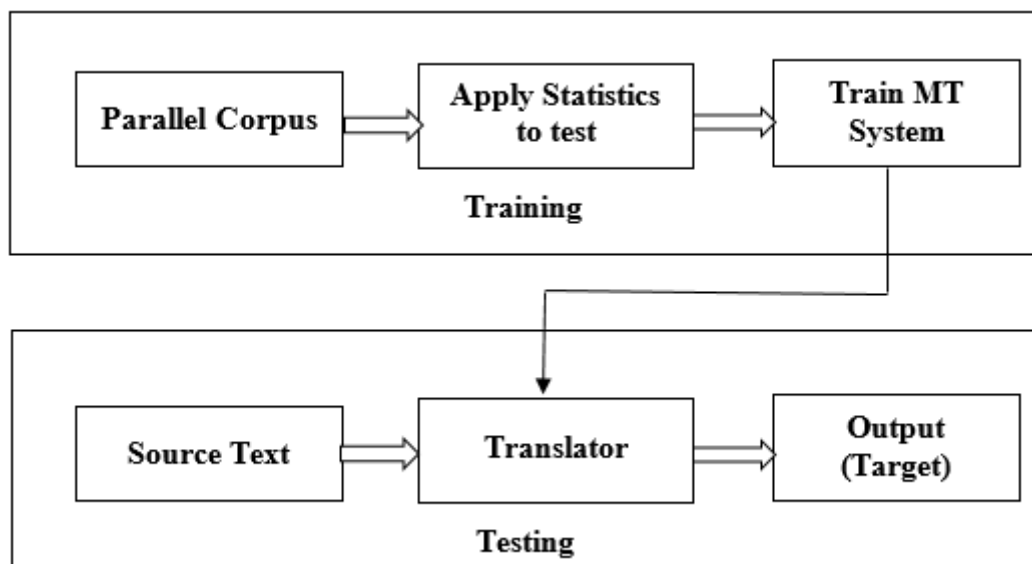 Parallel Corpus
Apply Statistics
to test
Train MT
System
Training
Source Text
Translator
Output
(Target)
Testing